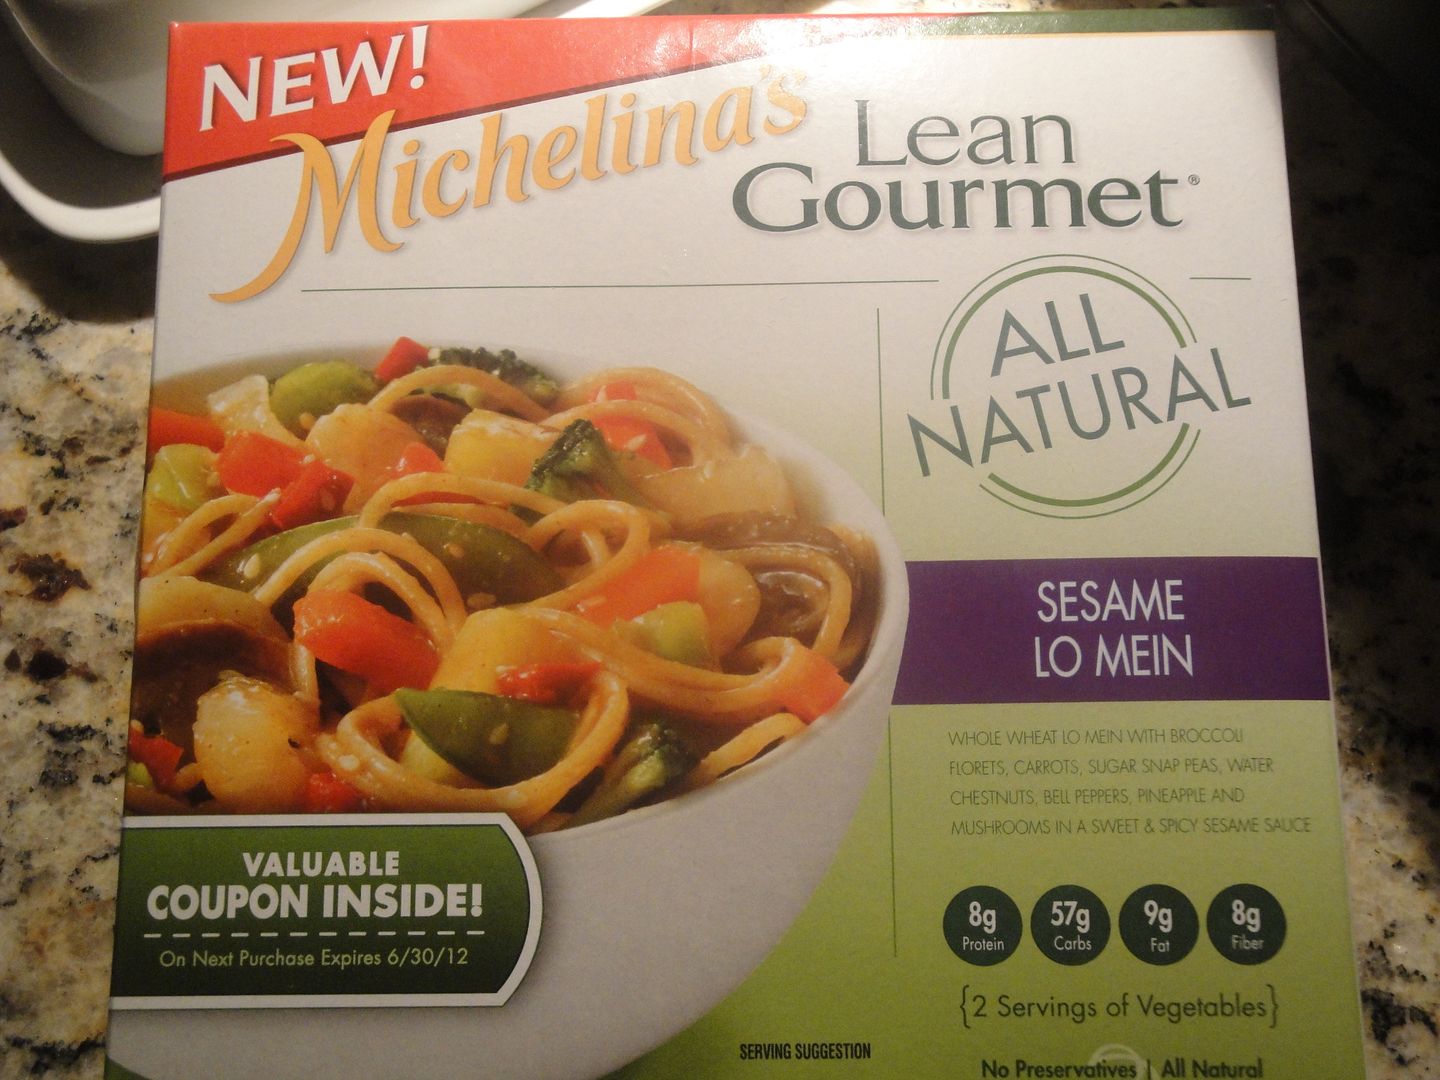 NEW!
Michelina's
Lean
Gourmet®
ALL
NATURAL
SESAME
LO MEIN
WHOLE WHEAT LO MEIN WITH BROCCOLI
FLORETS, CARROTS, SUGAR SNAP PEAS, WATER
CHESTNUTS, BELL PEPPERS, PINEAPPLE AND
MUSHROOMS IN A SWEET & SPICY SESAME SAUCE
8g 57g 9g 8g
Protein Carbs Fat Fiber
{2 Servings of Vegetables}
No Preservatives | All Natural
VALUABLE
COUPON INSIDE!
On Next Purchase Expires 6/30/12
SERVING SUGGESTION